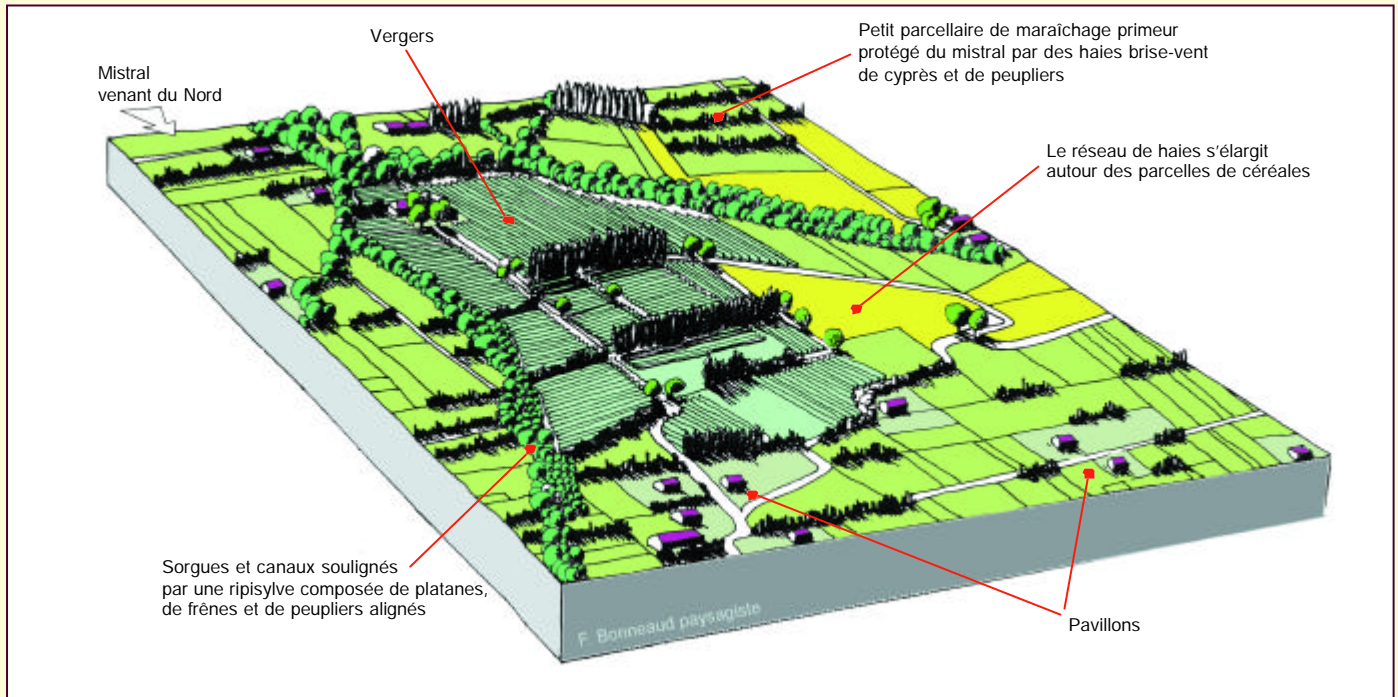 Vergers
Petit parcellaire de maraîchage primeur
protégé du mistral par des haies brise-vent
de cyprès et de peupliers
Mistral
venant du Nord
Le réseau de haies s'élargit
autour des parcelles de céréales
Sorgues et canaux soulignés
par une ripisylve composée de platanes,
de frênes et de peupliers alignés
F. Bonneaud paysagiste
Pavillons